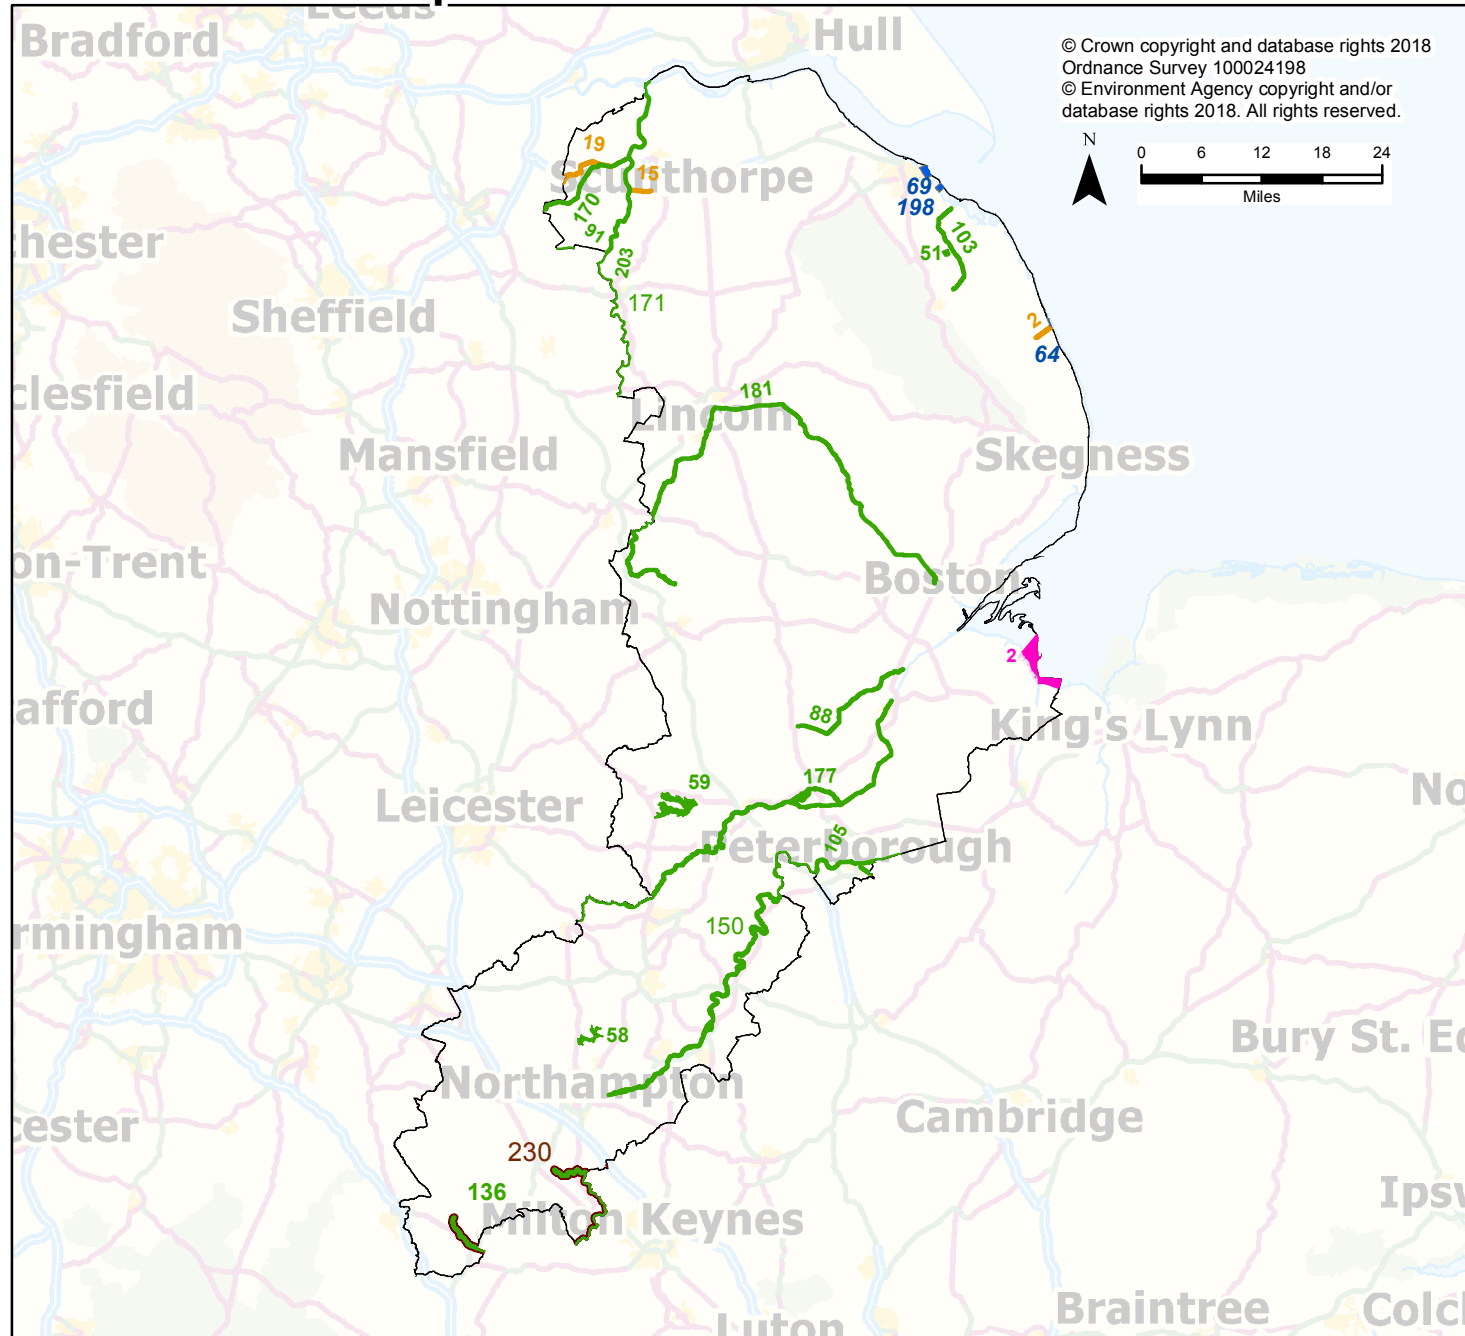 Leeds
Bradford
Hull
© Crown copyright and database rights 2018
Ordnance Survey 100024198
© Environment Agency copyright and/or
database rights 2018. All rights reserved.
N
0 6 12 18 24
Miles
19
15
Scunthorpe
69
198
170
91
103
51
203
chester
171
Sheffield
2
64
clesfield
181
Lincoln
Mansfield
Skegness
on-Trent
Boston
Nottingham
2
afford
88
King's Lynn
59
177
Leicester
No
105
Peterborough
150
rmingham
58
Bury St. Ed
Northampton
Cambridge
cester
230
136
Milton Keynes
Ipsw
Braintree
Colch
Luton